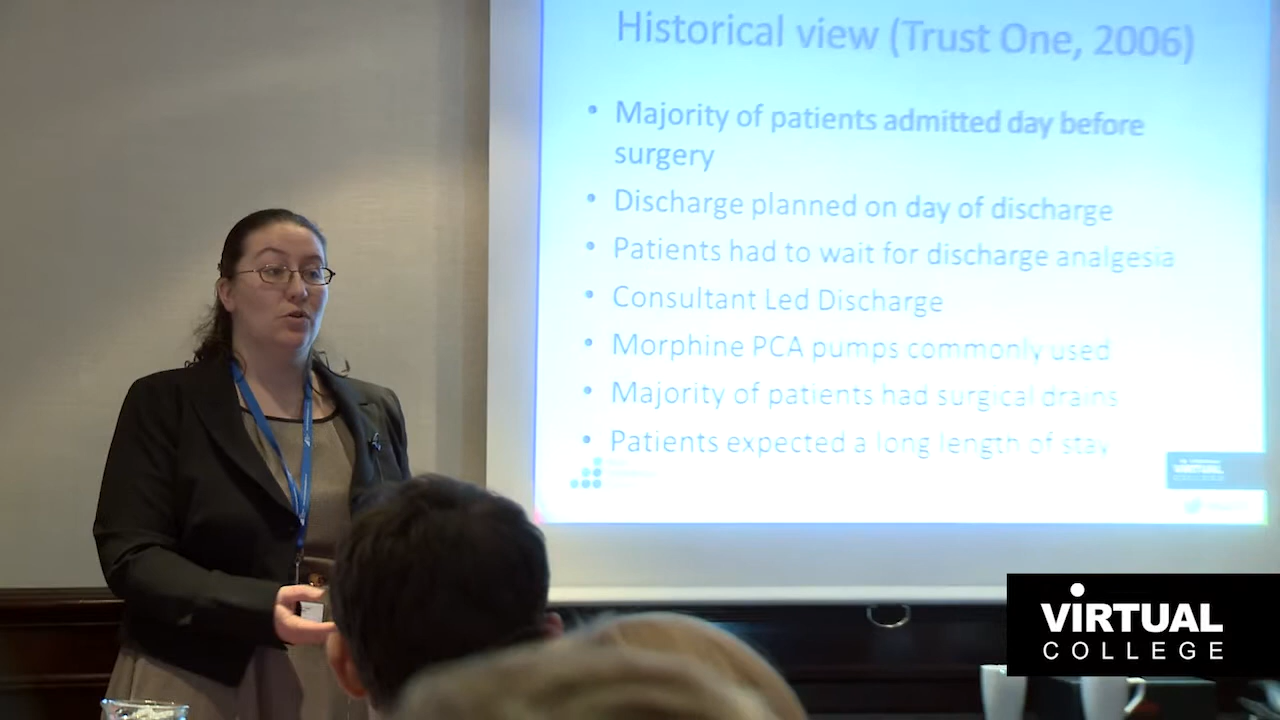 Historical view (Trust One, 2006)
• Majority of patients admitted day before
surgery
• Discharge planned on day of discharge
• Patients had to wait for discharge analgesia
• Consultant Led Discharge
• Morphine PCA pumps commonly used
• Majority of patients had surgical drains
• Patients expected a long length of stay
VIRTUAL
COLLEGE
VIRTUAL
COLLEGE